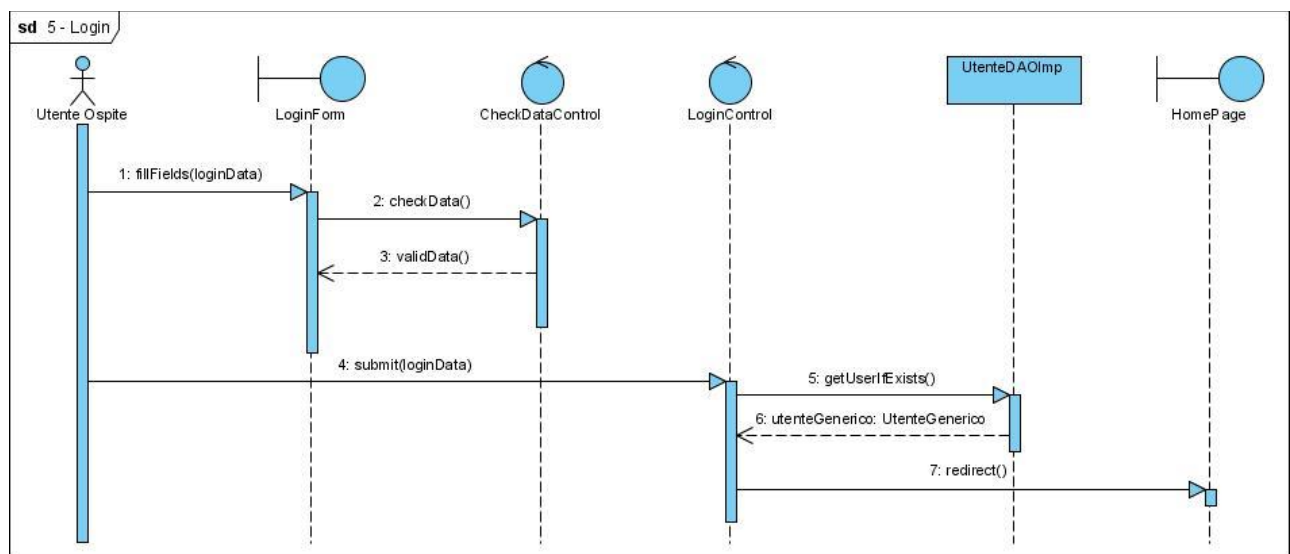 sd 5 - Login
Utente Ospite
LoginForm
CheckDataControl
LoginControl
UtenteDAOImp
HomePage
1: fillFields(loginData)
2: checkData()
3: validData()
4: submit(loginData)
5: getUserIfExists()
6: utenteGenerico: UtenteGenerico
7: redirect()